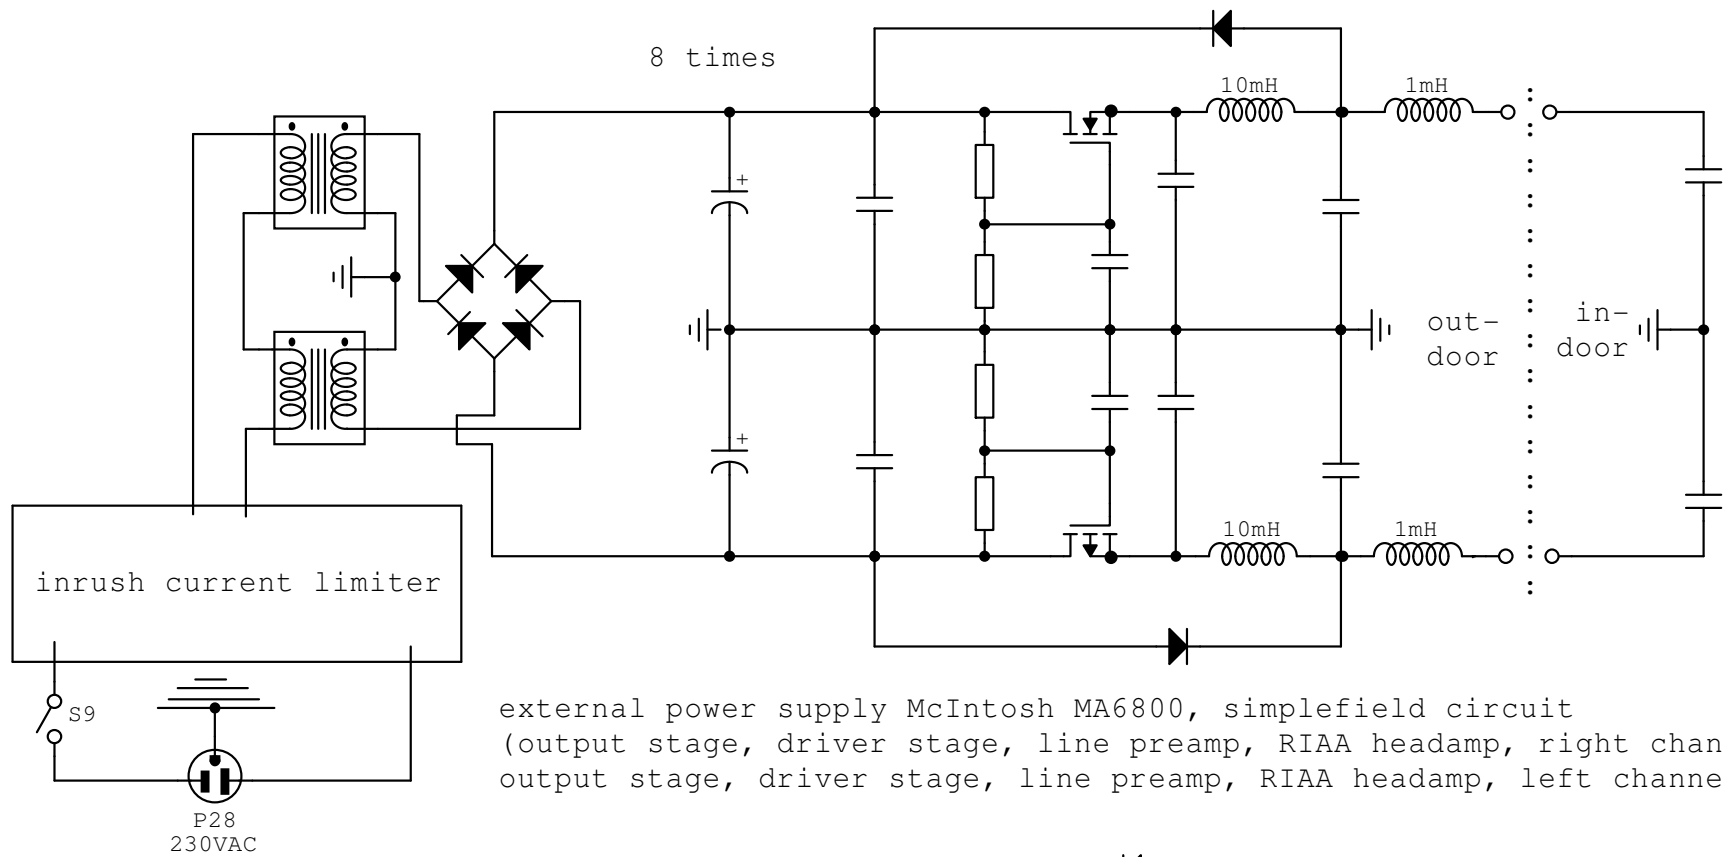 8 times
10mH
1mH
+
out-
door
in-
door
+
10mH
1mH
inrush current limiter
S9
external power supply McIntosh MA6800, simplefield circuit
(output stage, driver stage, line preamp, RIAA headamp, right chan
output stage, driver stage, line preamp, RIAA headamp, left channe
P28
230VAC